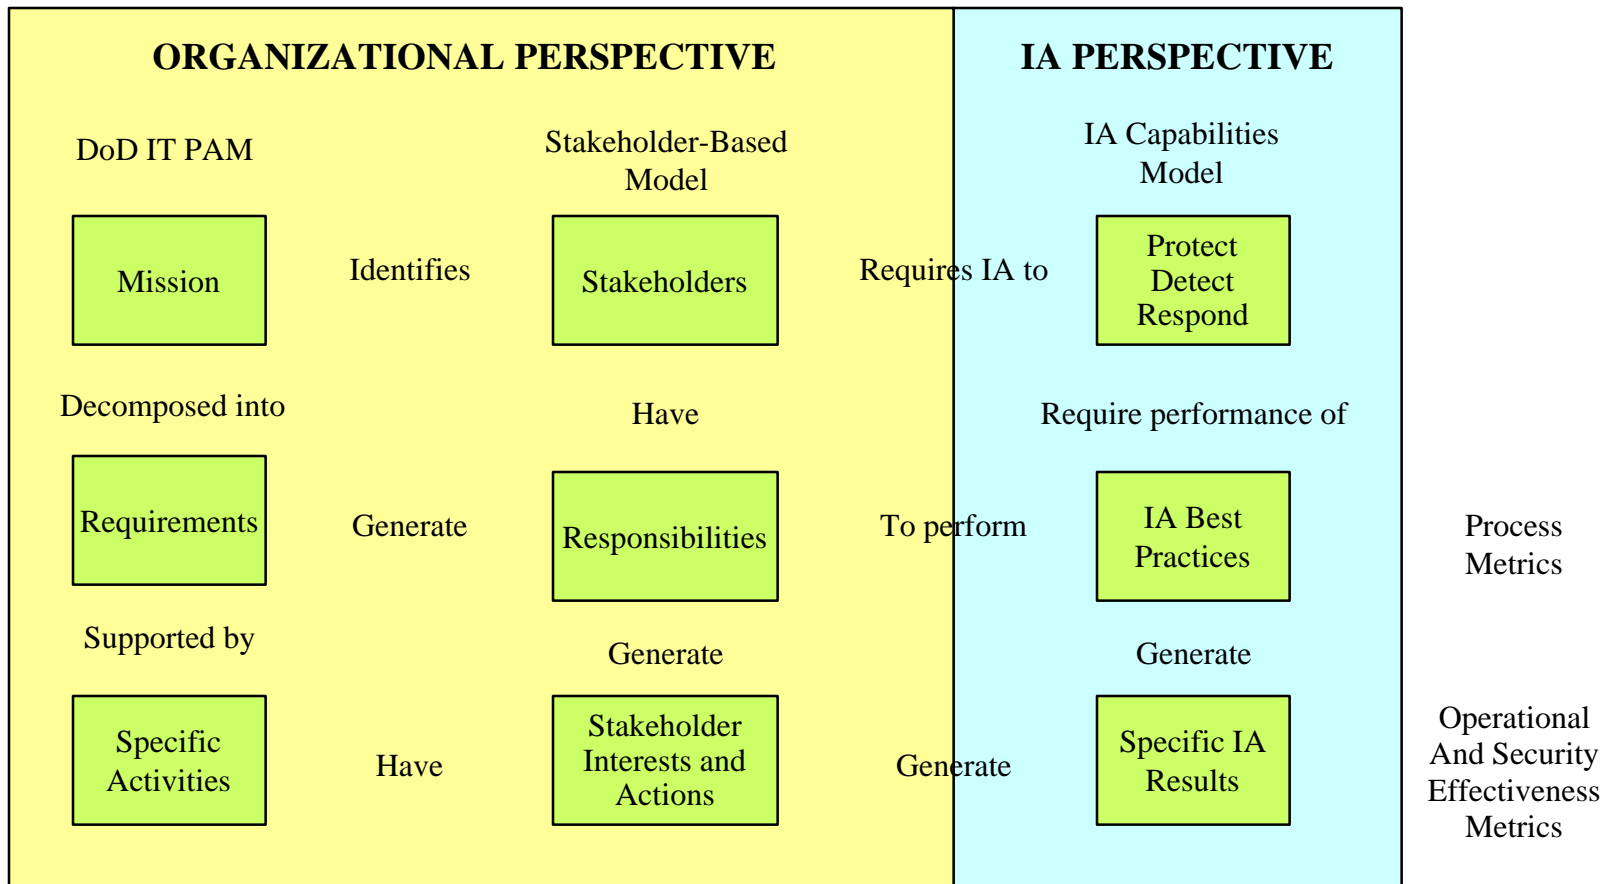 ORGANIZATIONAL PERSPECTIVE
IA PERSPECTIVE
DoD IT PAM
Stakeholder-Based
Model
IA Capabilities
Model
Mission
Identifies
Stakeholders
Requires IA to
Protect
Detect
Respond
Decomposed into
Have
Require performance of
Requirements
Generate
Responsibilities
To perform
IA Best
Practices
Process
Metrics
Supported by
Generate
Generate
Specific
Activities
Have
Stakeholder
Interests and
Actions
Generate
Specific IA
Results
Operational
And Security
Effectiveness
Metrics